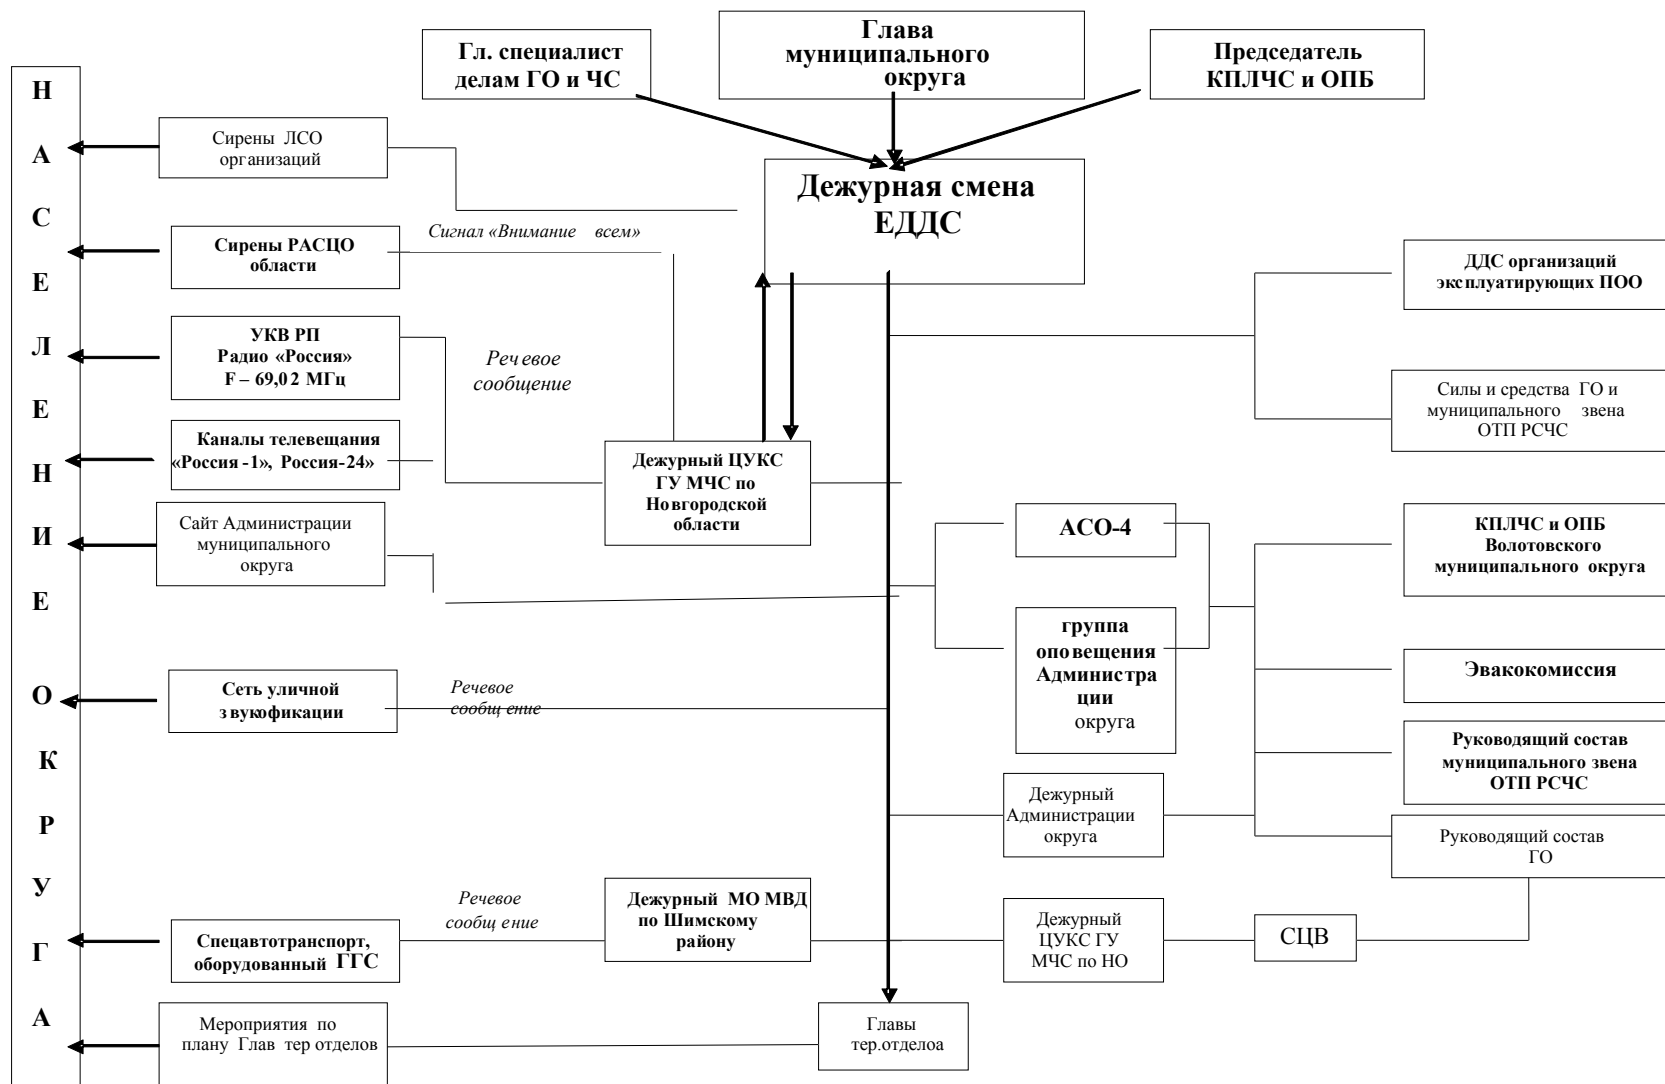 Гл. специалист
делам ГО и ЧС
Глава
муниципального
округа
Председатель
КПЛЧС и ОПБ
Н
А
С
Е
Л
Е
Н
И
Е
О
К
Р
У
Г
А
Сирены ЛСО
организаций
Дежурная смена
ЕДДС
Сигнал «Внимание всем»
Сирены РАСЦО
области
ДДС организаций
эксплуатирующих ПОО
УКВ РП
Радио «Россия»
F – 69,02 МГц
Речевое
сообщение
Силы и средства ГО и
муниципального звена
ОТП РСЧС
Каналы телевещания
«Россия -1», Россия-24»
Дежурный ЦУКС
ГУ МЧС по
Новгородской
области
Сайт Администрации
муниципального
округа
АСО-4
КПЛЧС и ОПБ
Волотовского
муниципального округа
группа
оповещения
Администра
ции
округа
Эвакокомиссия
Сеть уличной
звукофикации
Речевое
сообщ ение
Руководящий состав
муниципального звена
ОТП РСЧС
Дежурный
Администрации
округа
Руководящий состав
ГО
Спецавтотранспорт,
оборудованный ГГС
Речевое
сообщ ение
Дежурный МО МВД
по Шимскому
району
Дежурный
ЦУКС ГУ
МЧС по НО
СЦВ
Мероприятия по
плану Глав тер отделов
Главы
тер.отделоа